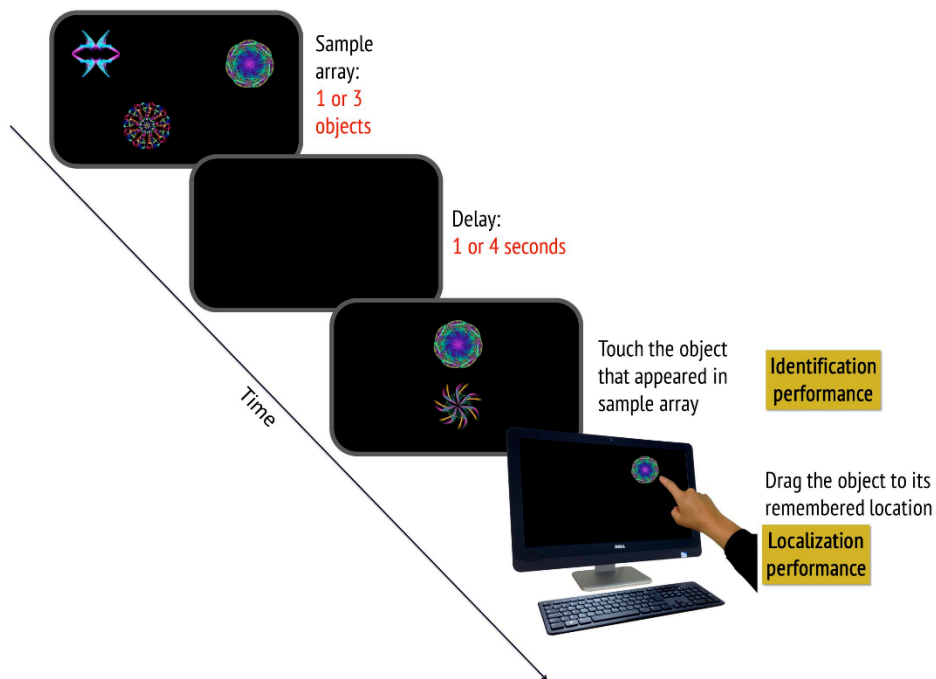 Sample
array:
1 or 3
objects
Delay:
1 or 4 seconds
Touch the object
that appeared in
sample array
Identification
performance
Time
Drag the object to its
remembered location
Localization
performance
DELL